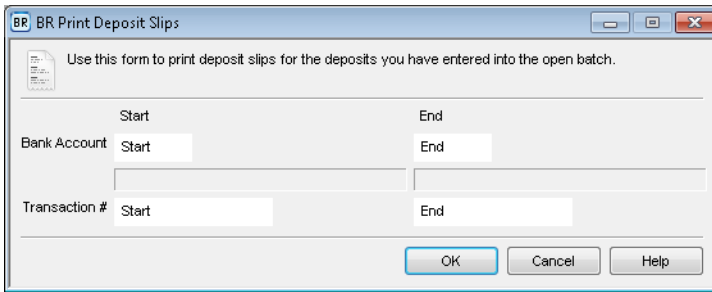 BR BR Print Deposit Slips
Use this form to print deposit slips for the deposits you have entered into the open batch.
Start End
Bank Account Start End
Transaction # Start End
OK Cancel Help